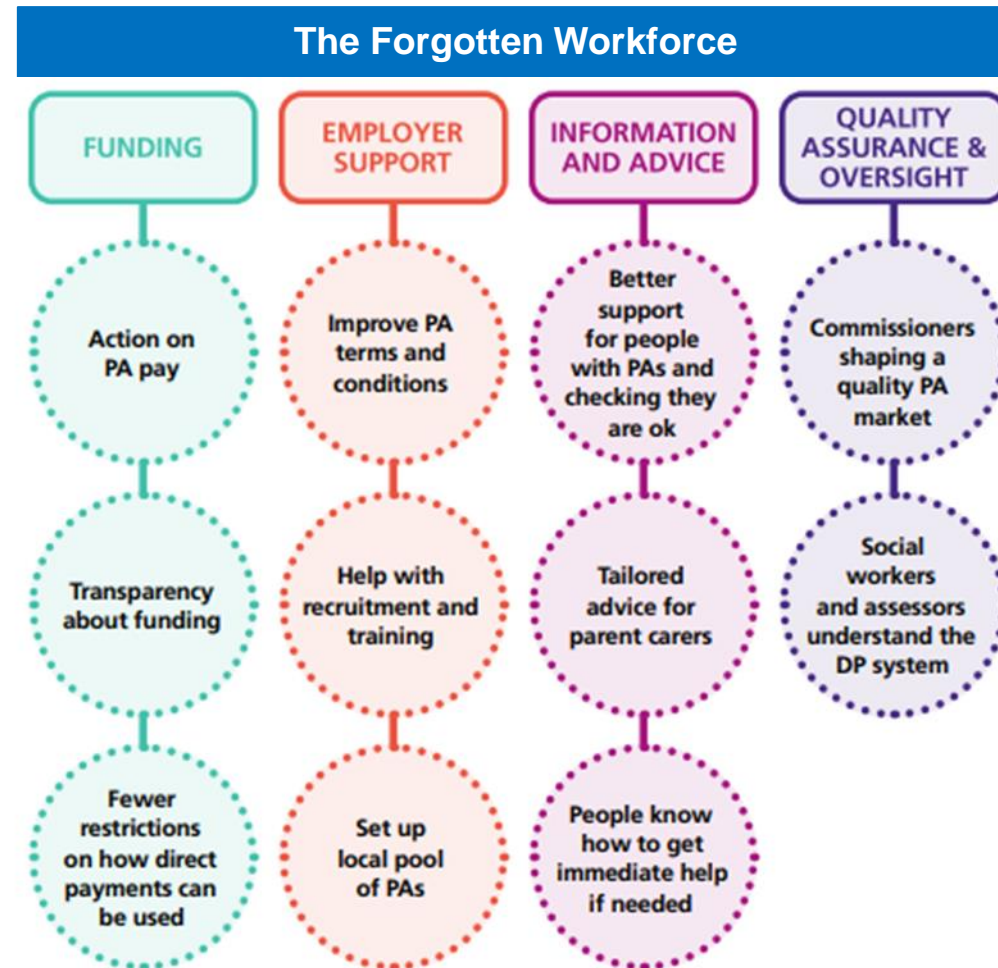 The Forgotten Workforce
FUNDING
Action on
PA pay
Transparency
about funding
Fewer
restrictions
on how direct
payments can
be used
EMPLOYER
SUPPORT
Improve PA
terms and
conditions
Help with
recruitment and
training
Set up
local pool
of PAs
INFORMATION
AND ADVICE
Better
support
for people
with PAs and
checking they
are ok
Tailored
advice for
parent carers
People know
how to get
immediate help
if needed
QUALITY
ASSURANCE &
OVERSIGHT
Commissioners
shaping a
quality PA
market
Social
workers
and assessors
understand the
DP system